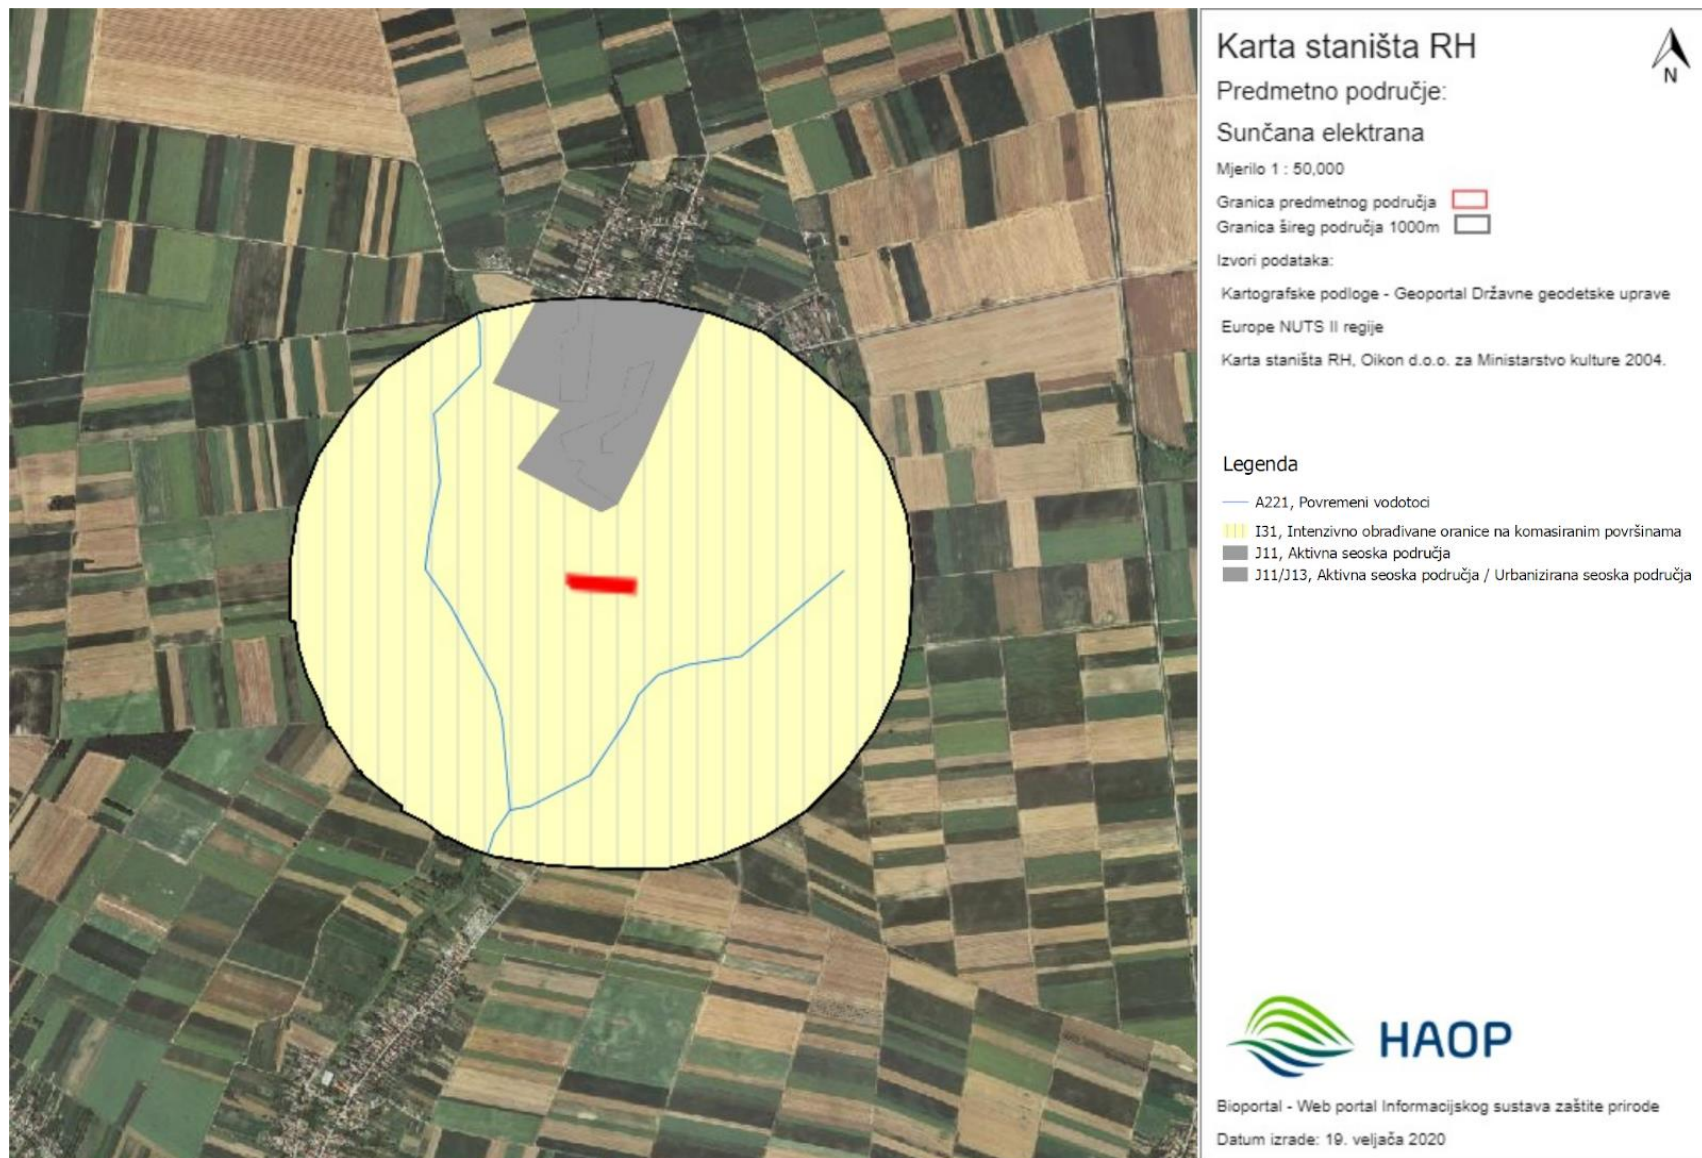 Karta staništa RH
N
Predmetno područje:
Sunčana elektrana
Mjerilo 1 : 50,000
Granica predmetnog područja
Granica šireg područja 1000m
Izvori podataka:
Kartografske podloge - Geoportal Državne geodetske uprave
Europe NUTS II regije
Karta staništa RH, Oikon d.o.o. za Ministarstvo kulture 2004.
Legenda
A221, Povremeni vodotoci
I31, Intenzivno obrađivane oranice na komasiranim površinama
J11, Aktivna seoska područja
J11/J13, Aktivna seoska područja / Urbanizirana seoska područja
HAOP
Bioportal - Web portal Informacijskog sustava zaštite prirode
Datum izrade: 19. veljača 2020